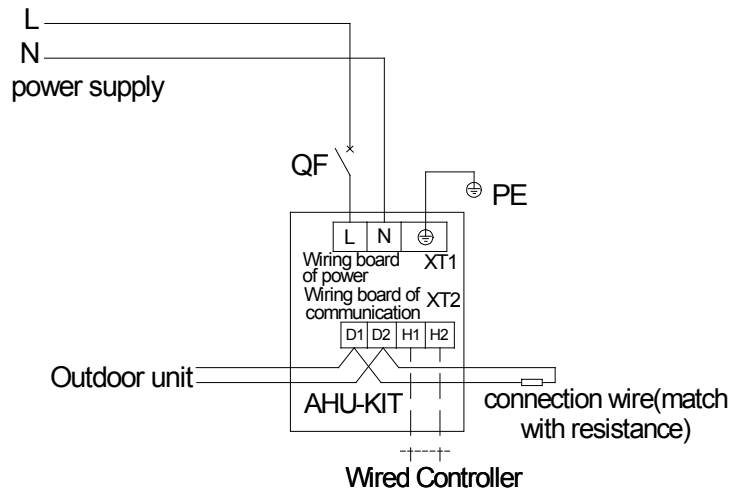 L
N
power supply
QF
PE
L N
Wiring board
of power
XT1
Wiring board of
communication
XT2
D1 D2 H1 H2
Outdoor unit
AHU-KIT
connection wire(match
with resistance)
Wired Controller